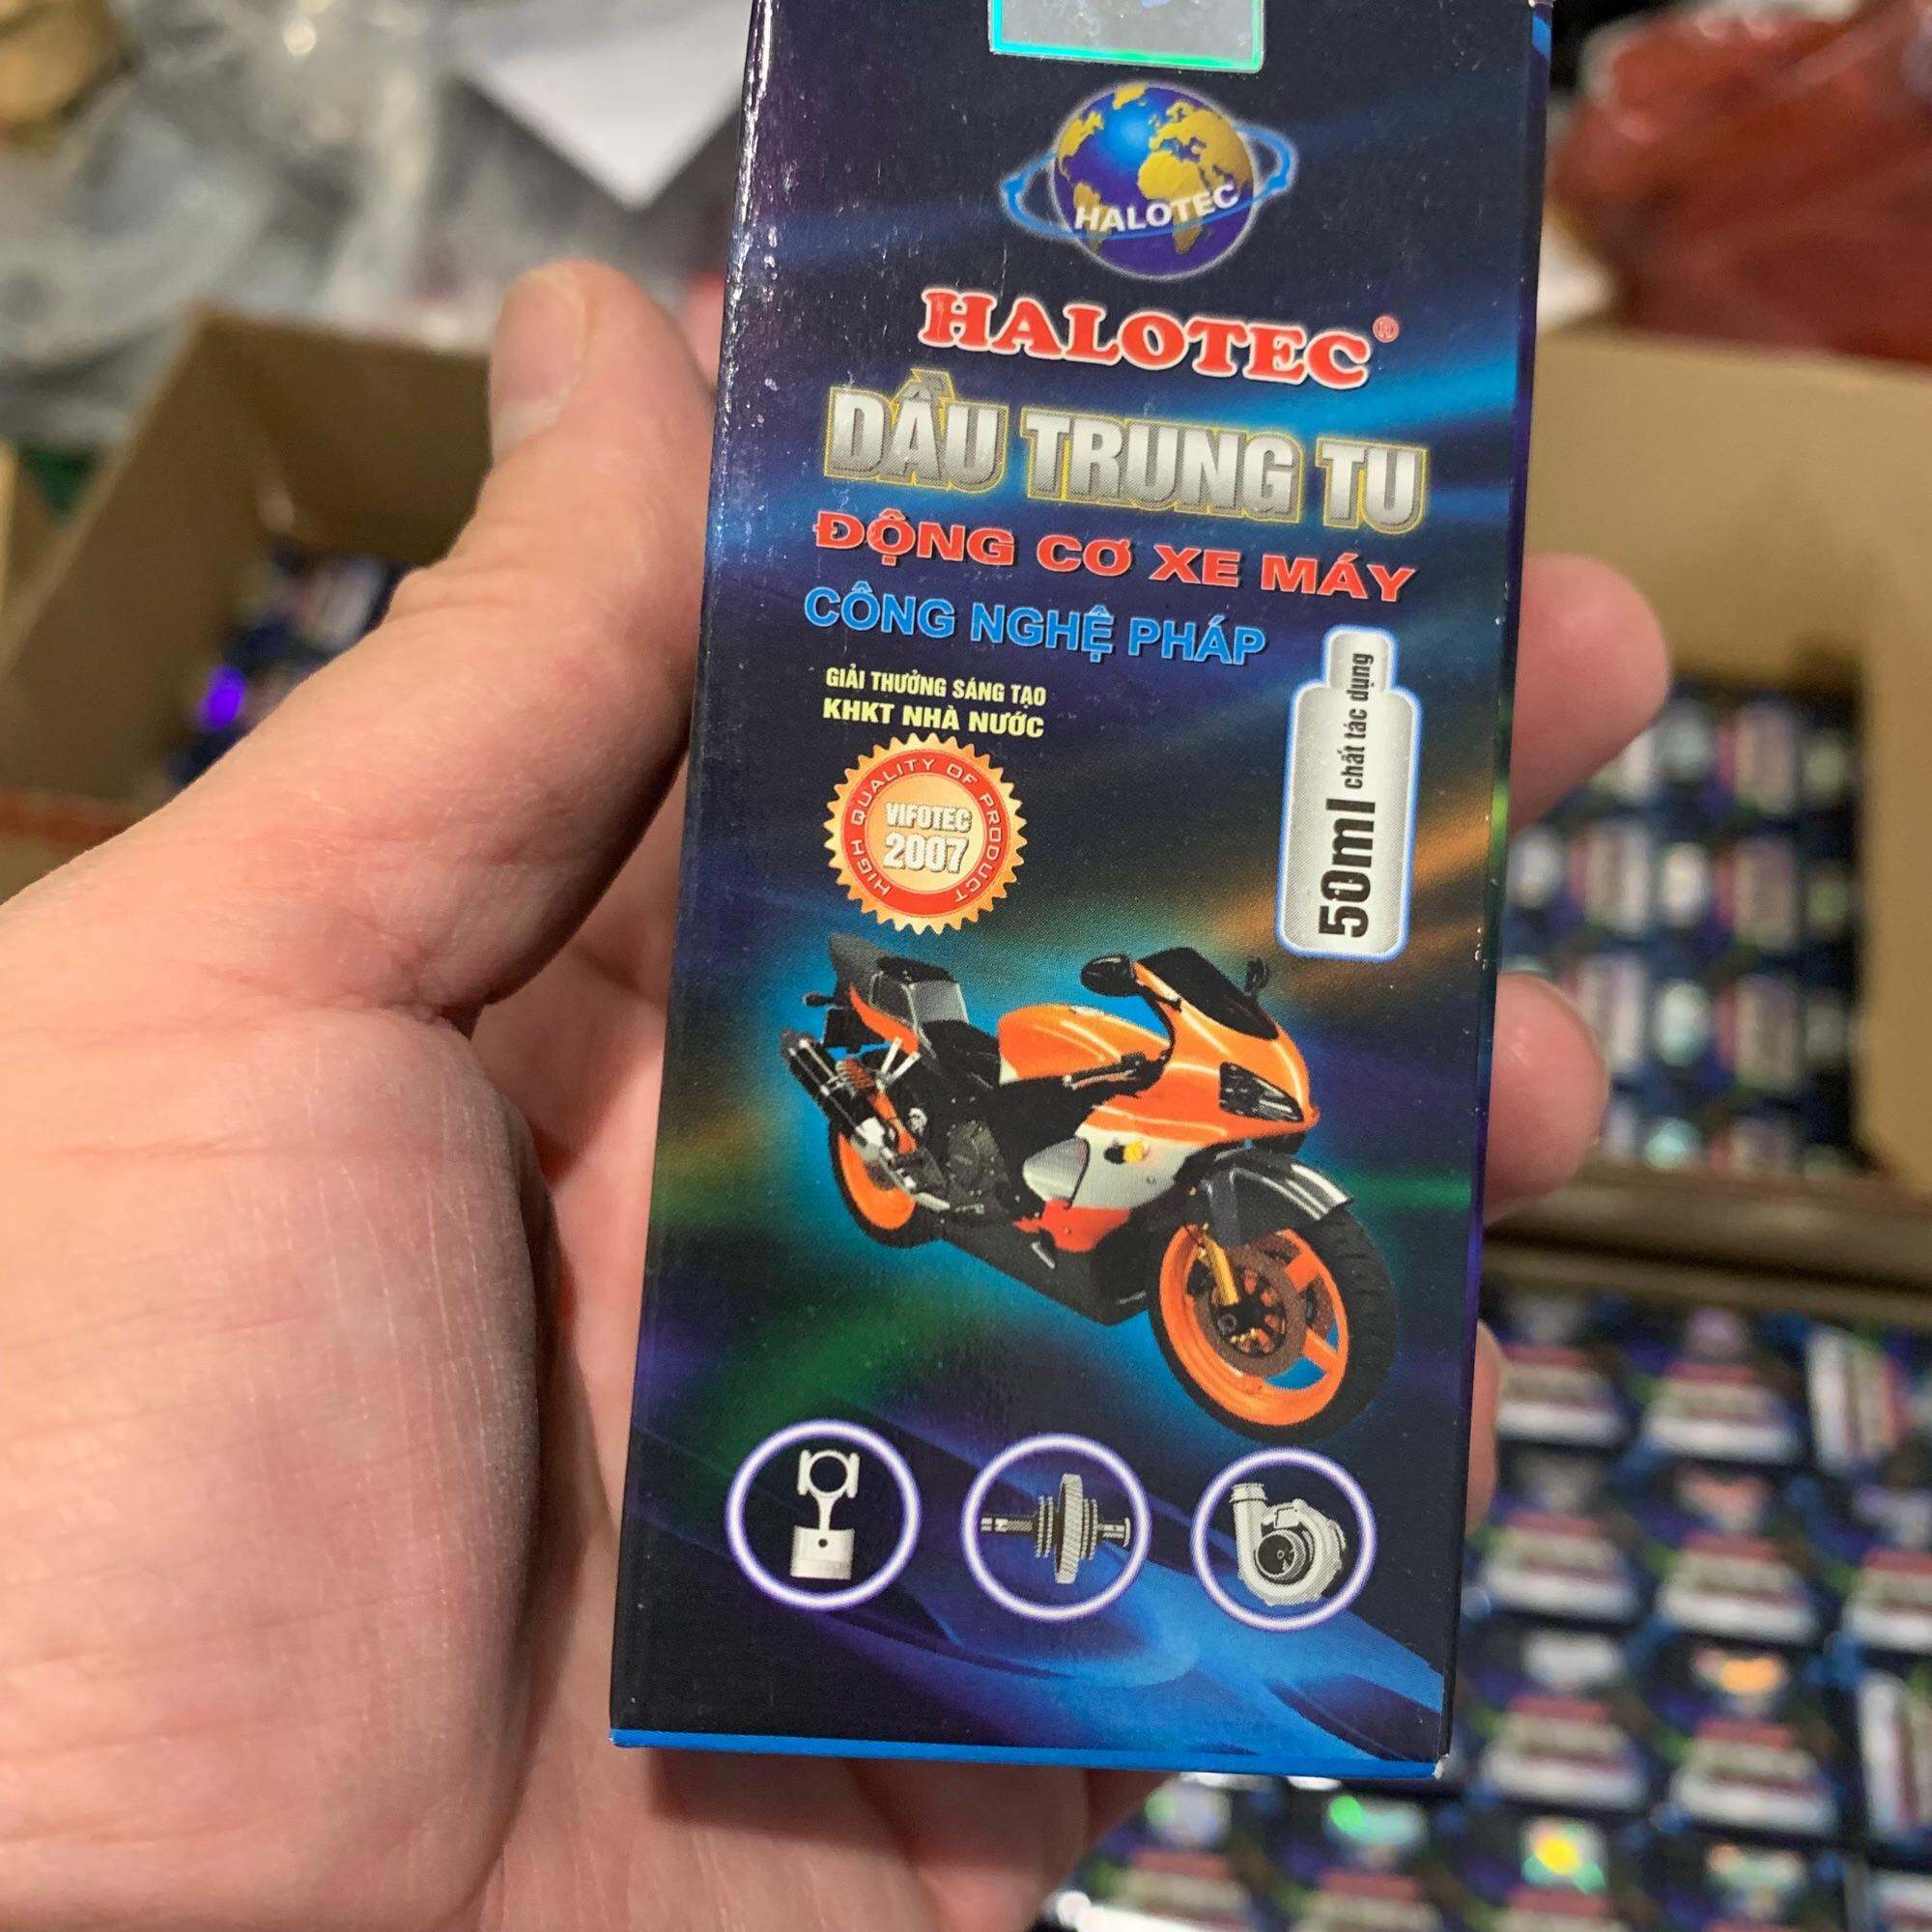 HALOTEC
HALOTEC®
DẦU TRUNG TU
ĐỘNG CƠ XE MÁY
CÔNG NGHỆ PHÁP
GIẢI THƯỞNG SÁNG TẠO
KHKT NHÀ NƯỚC
HIGH QUALITY OF PRODUCT
VIFOTEC
2007
50ml chất tác dụng